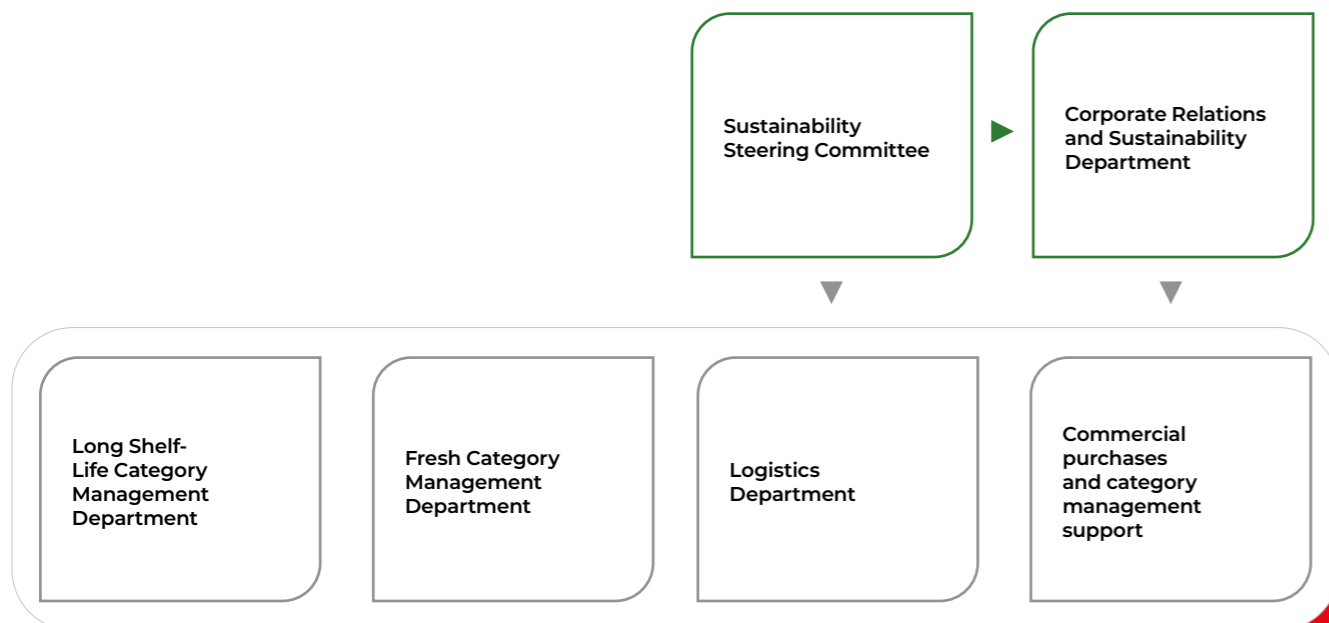 Sustainability
Steering Committee
Corporate Relations
and Sustainability
Department
Long Shelf-
Life Category
Management
Department
Fresh Category
Management
Department
Logistics
Department
Commercial
purchases
and category
management
support